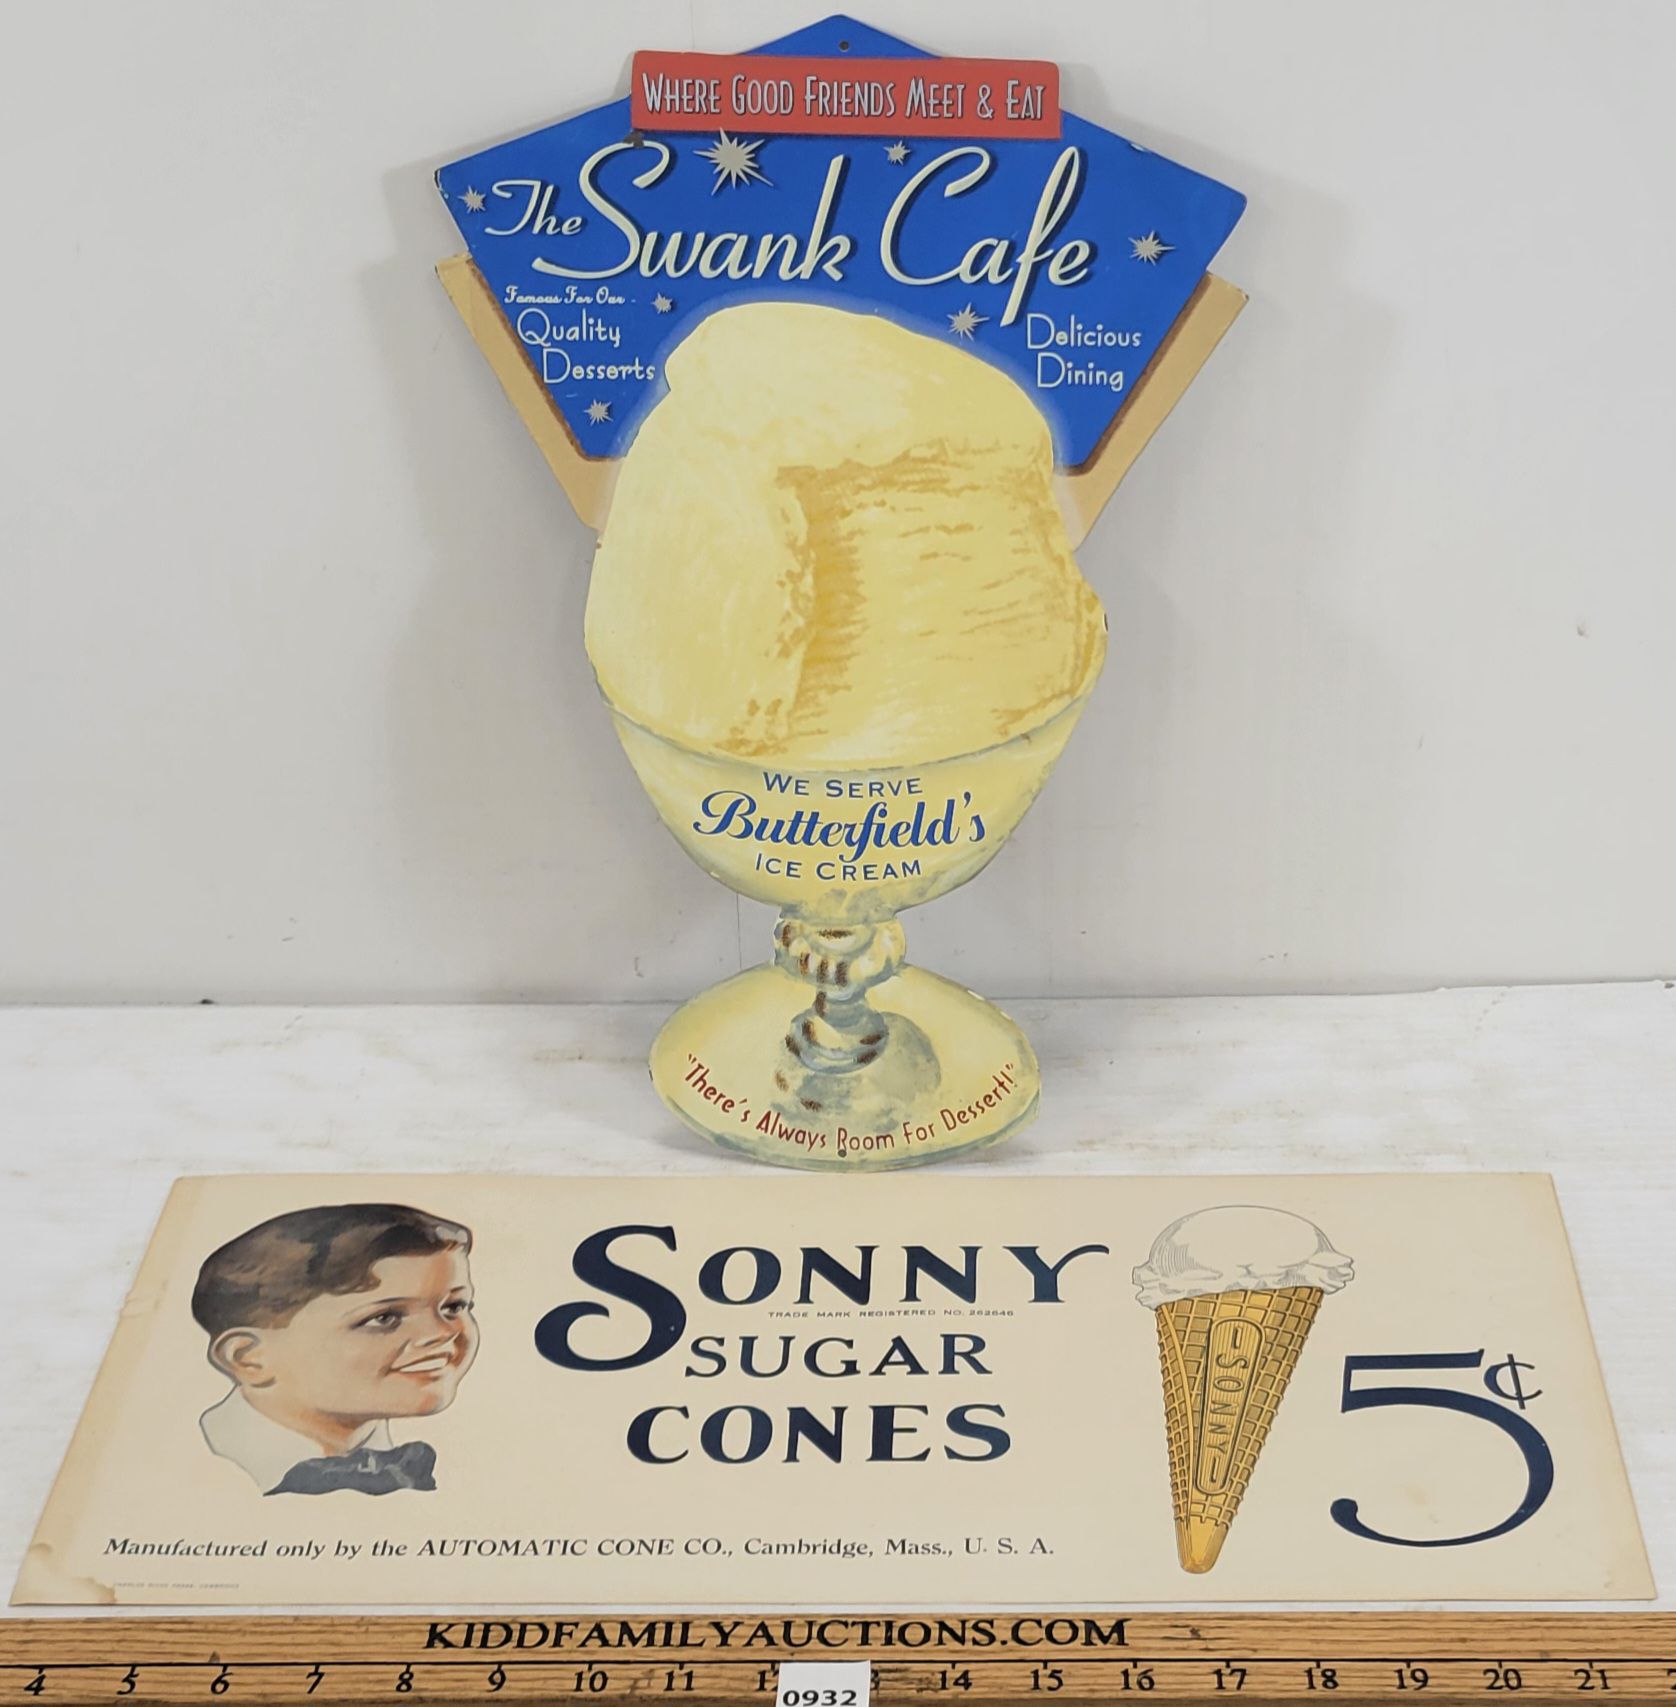 WHERE GOOD FRIENDS MEET & EAT
The Swank Cafe
Famous For Our -
Quality
Desserts
Delicious
Dining
WE SERVE
Butterfield's
ICE CREAM
"There's Always Room For Dessert!"
SONNY
TRADE MARK REGISTERED NO. 262646
SUGAR
CONES
SONNY
5¢
Manufactured only by the AUTOMATIC CONE CO., Cambridge, Mass., U. S. A.
KIDDFAMILYAUCTIONS.COM
4 5 6 7 8 9 10 11 14 15 16 17 18 19 20 21
0932